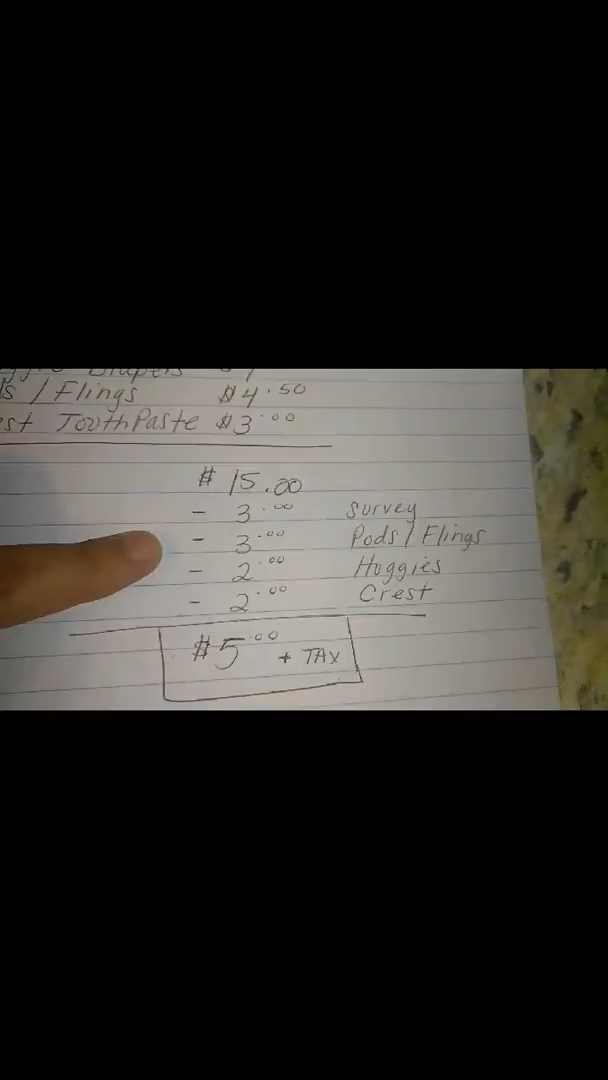 Diapers
/ Flings $4.50
ToothPaste $3.00
$ 15.00
- 3.00 Survey
- 3.00 Pods / Flings
- 2.00 Huggies
- 2.00 Crest
$5.00 + TAX